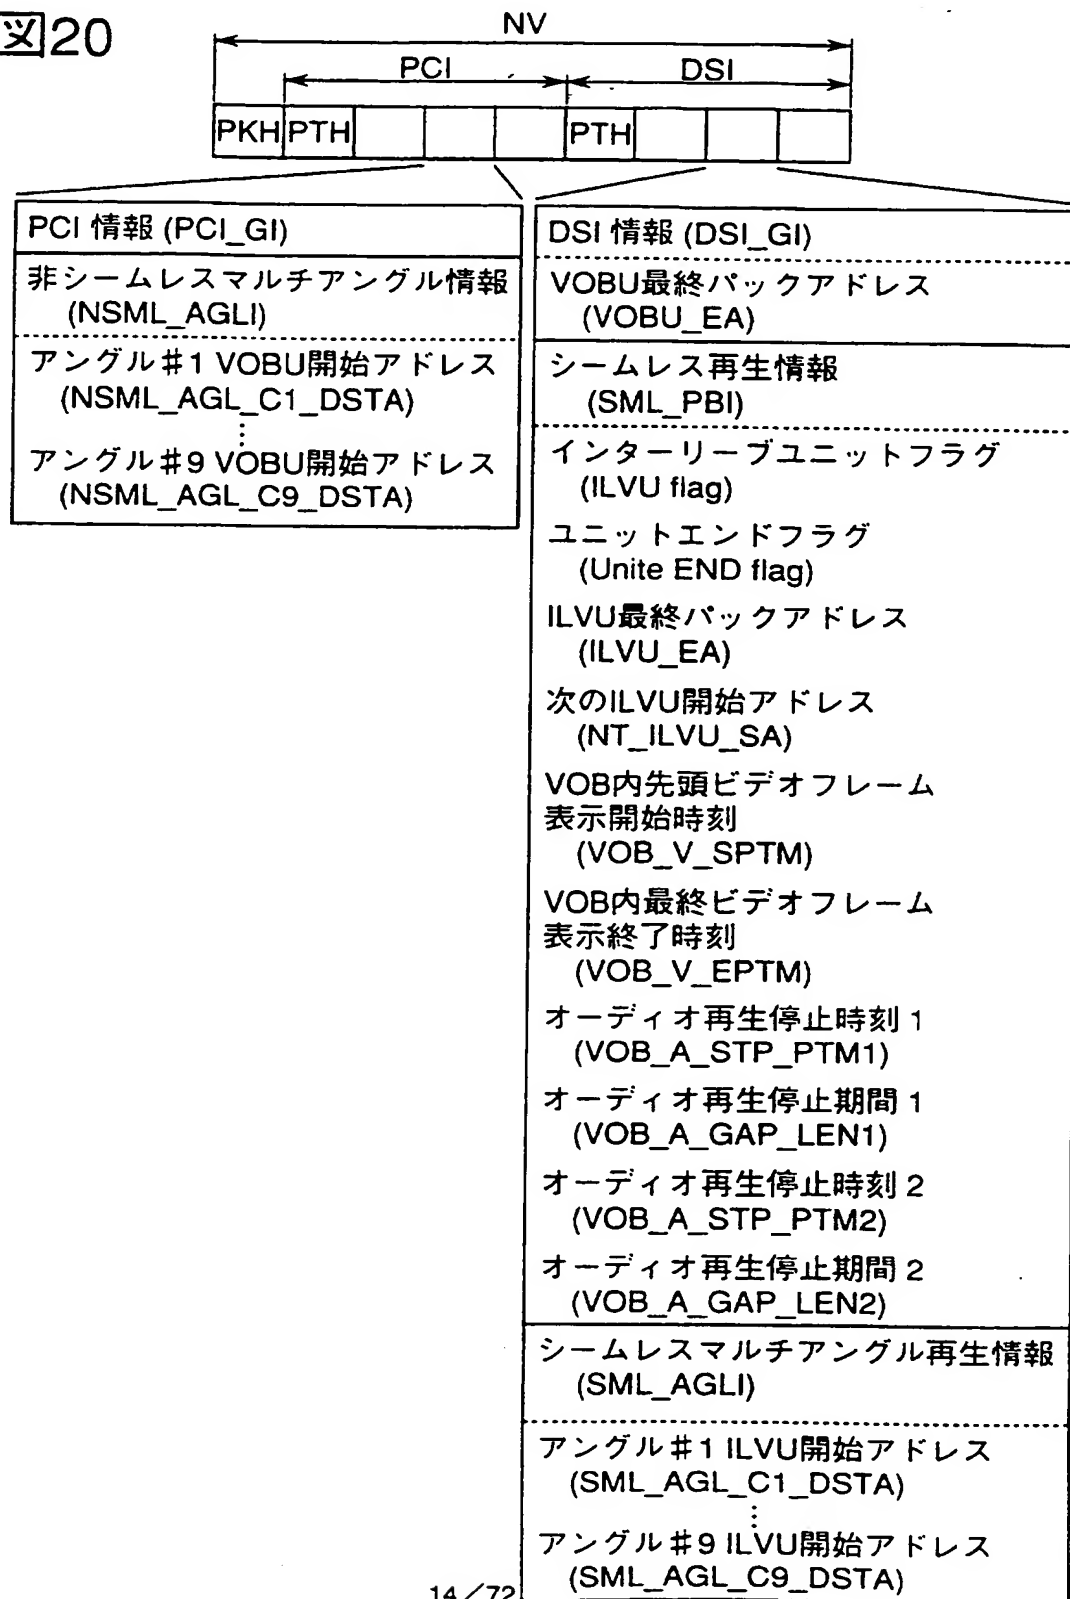 図20
NV
PCI
DSI
PKH PTH PTH
PCI 情報 (PCI_GI)
非シームレスマルチアングル情報
(NSML_AGLI)
アングル#1 VOBU開始アドレス
(NSML_AGL_C1_DSTA)
⋮
アングル#9 VOBU開始アドレス
(NSML_AGL_C9_DSTA)
DSI 情報 (DSI_GI)
VOBU最終パックアドレス
(VOBU_EA)
シームレス再生情報
(SML_PBI)
インターリーブユニットフラグ
(ILVU flag)
ユニットエンドフラグ
(Unite END flag)
ILVU最終パックアドレス
(ILVU_EA)
次のILVU開始アドレス
(NT_ILVU_SA)
VOB内先頭ビデオフレーム
表示開始時刻
(VOB_V_SPTM)
VOB内最終ビデオフレーム
表示終了時刻
(VOB_V_EPTM)
オーディオ再生停止時刻 1
(VOB_A_STP_PTM1)
オーディオ再生停止期間 1
(VOB_A_GAP_LEN1)
オーディオ再生停止時刻 2
(VOB_A_STP_PTM2)
オーディオ再生停止期間 2
(VOB_A_GAP_LEN2)
シームレスマルチアングル再生情報
(SML_AGLI)
アングル#1 ILVU開始アドレス
(SML_AGL_C1_DSTA)
⋮
アングル#9 ILVU開始アドレス
(SML_AGL_C9_DSTA)
14/72